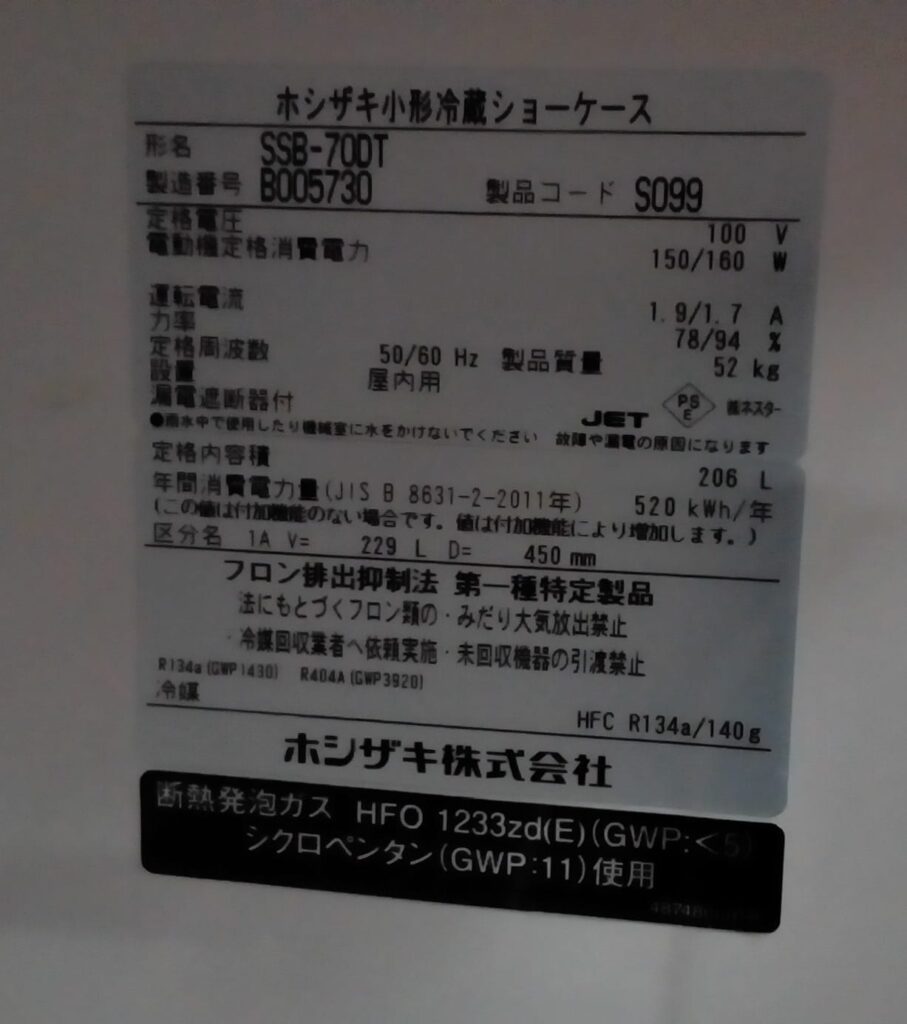 ホシザキ小形冷蔵ショーケース
形名 SSB-70DT
製造番号 B005730 製品コード S099
定格電圧 100 V
電動機定格消費電力 150/160 W
運転電流 1.9/1.7 A
力率 78/94 %
定格周波数 50/60 Hz 製品質量 52 kg
設置 屋内用
漏電遮断器付 JET PS E ㈱ネスター
●雨水中で使用したり機械室に水をかけないでください 故障や漏電の原因になります
定格内容積 206 L
年間消費電力量(JIS B 8631-2-2011年) 520 kWh/年
(この値は付加機能のない場合です。値は付加機能により増加します。)
区分名 1A V= 229 L D= 450 mm
フロン排出抑制法 第一種特定製品
法にもとづくフロン類の・みだり大気放出禁止
・冷媒回収業者へ依頼実施・未回収機器の引渡禁止
R134a(GWP1430) R404A(GWP3920)
冷媒 HFC R134a/140g
ホシザキ株式会社
断熱発泡ガス HFO 1233zd(E)(GWP:<5)
シクロペンタン(GWP:11)使用